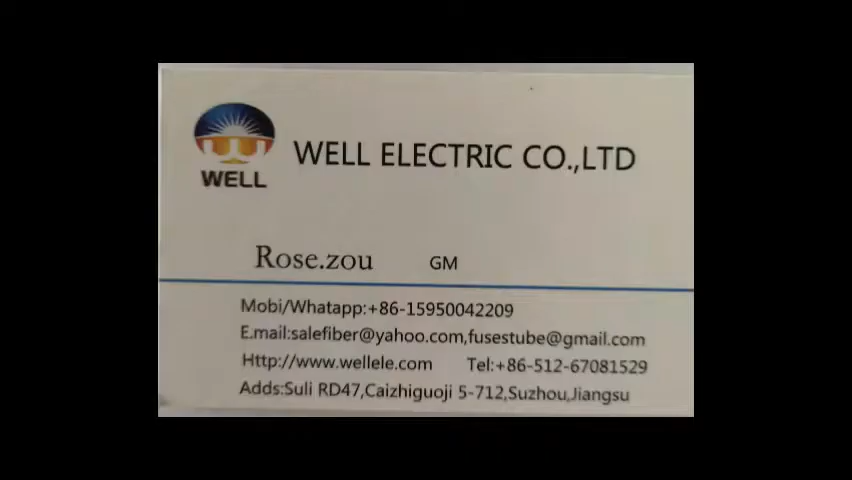 WELL ELECTRIC CO.,LTD
WELL
Rose.zou GM
Mobi/Whatapp:+86-15950042209
E.mail:salefiber@yahoo.com,fusestube@gmail.com
Http://www.wellele.com Tel:+86-512-67081529
Adds:Suli RD47,Caizhiguoji 5-712,Suzhou,Jiangsu